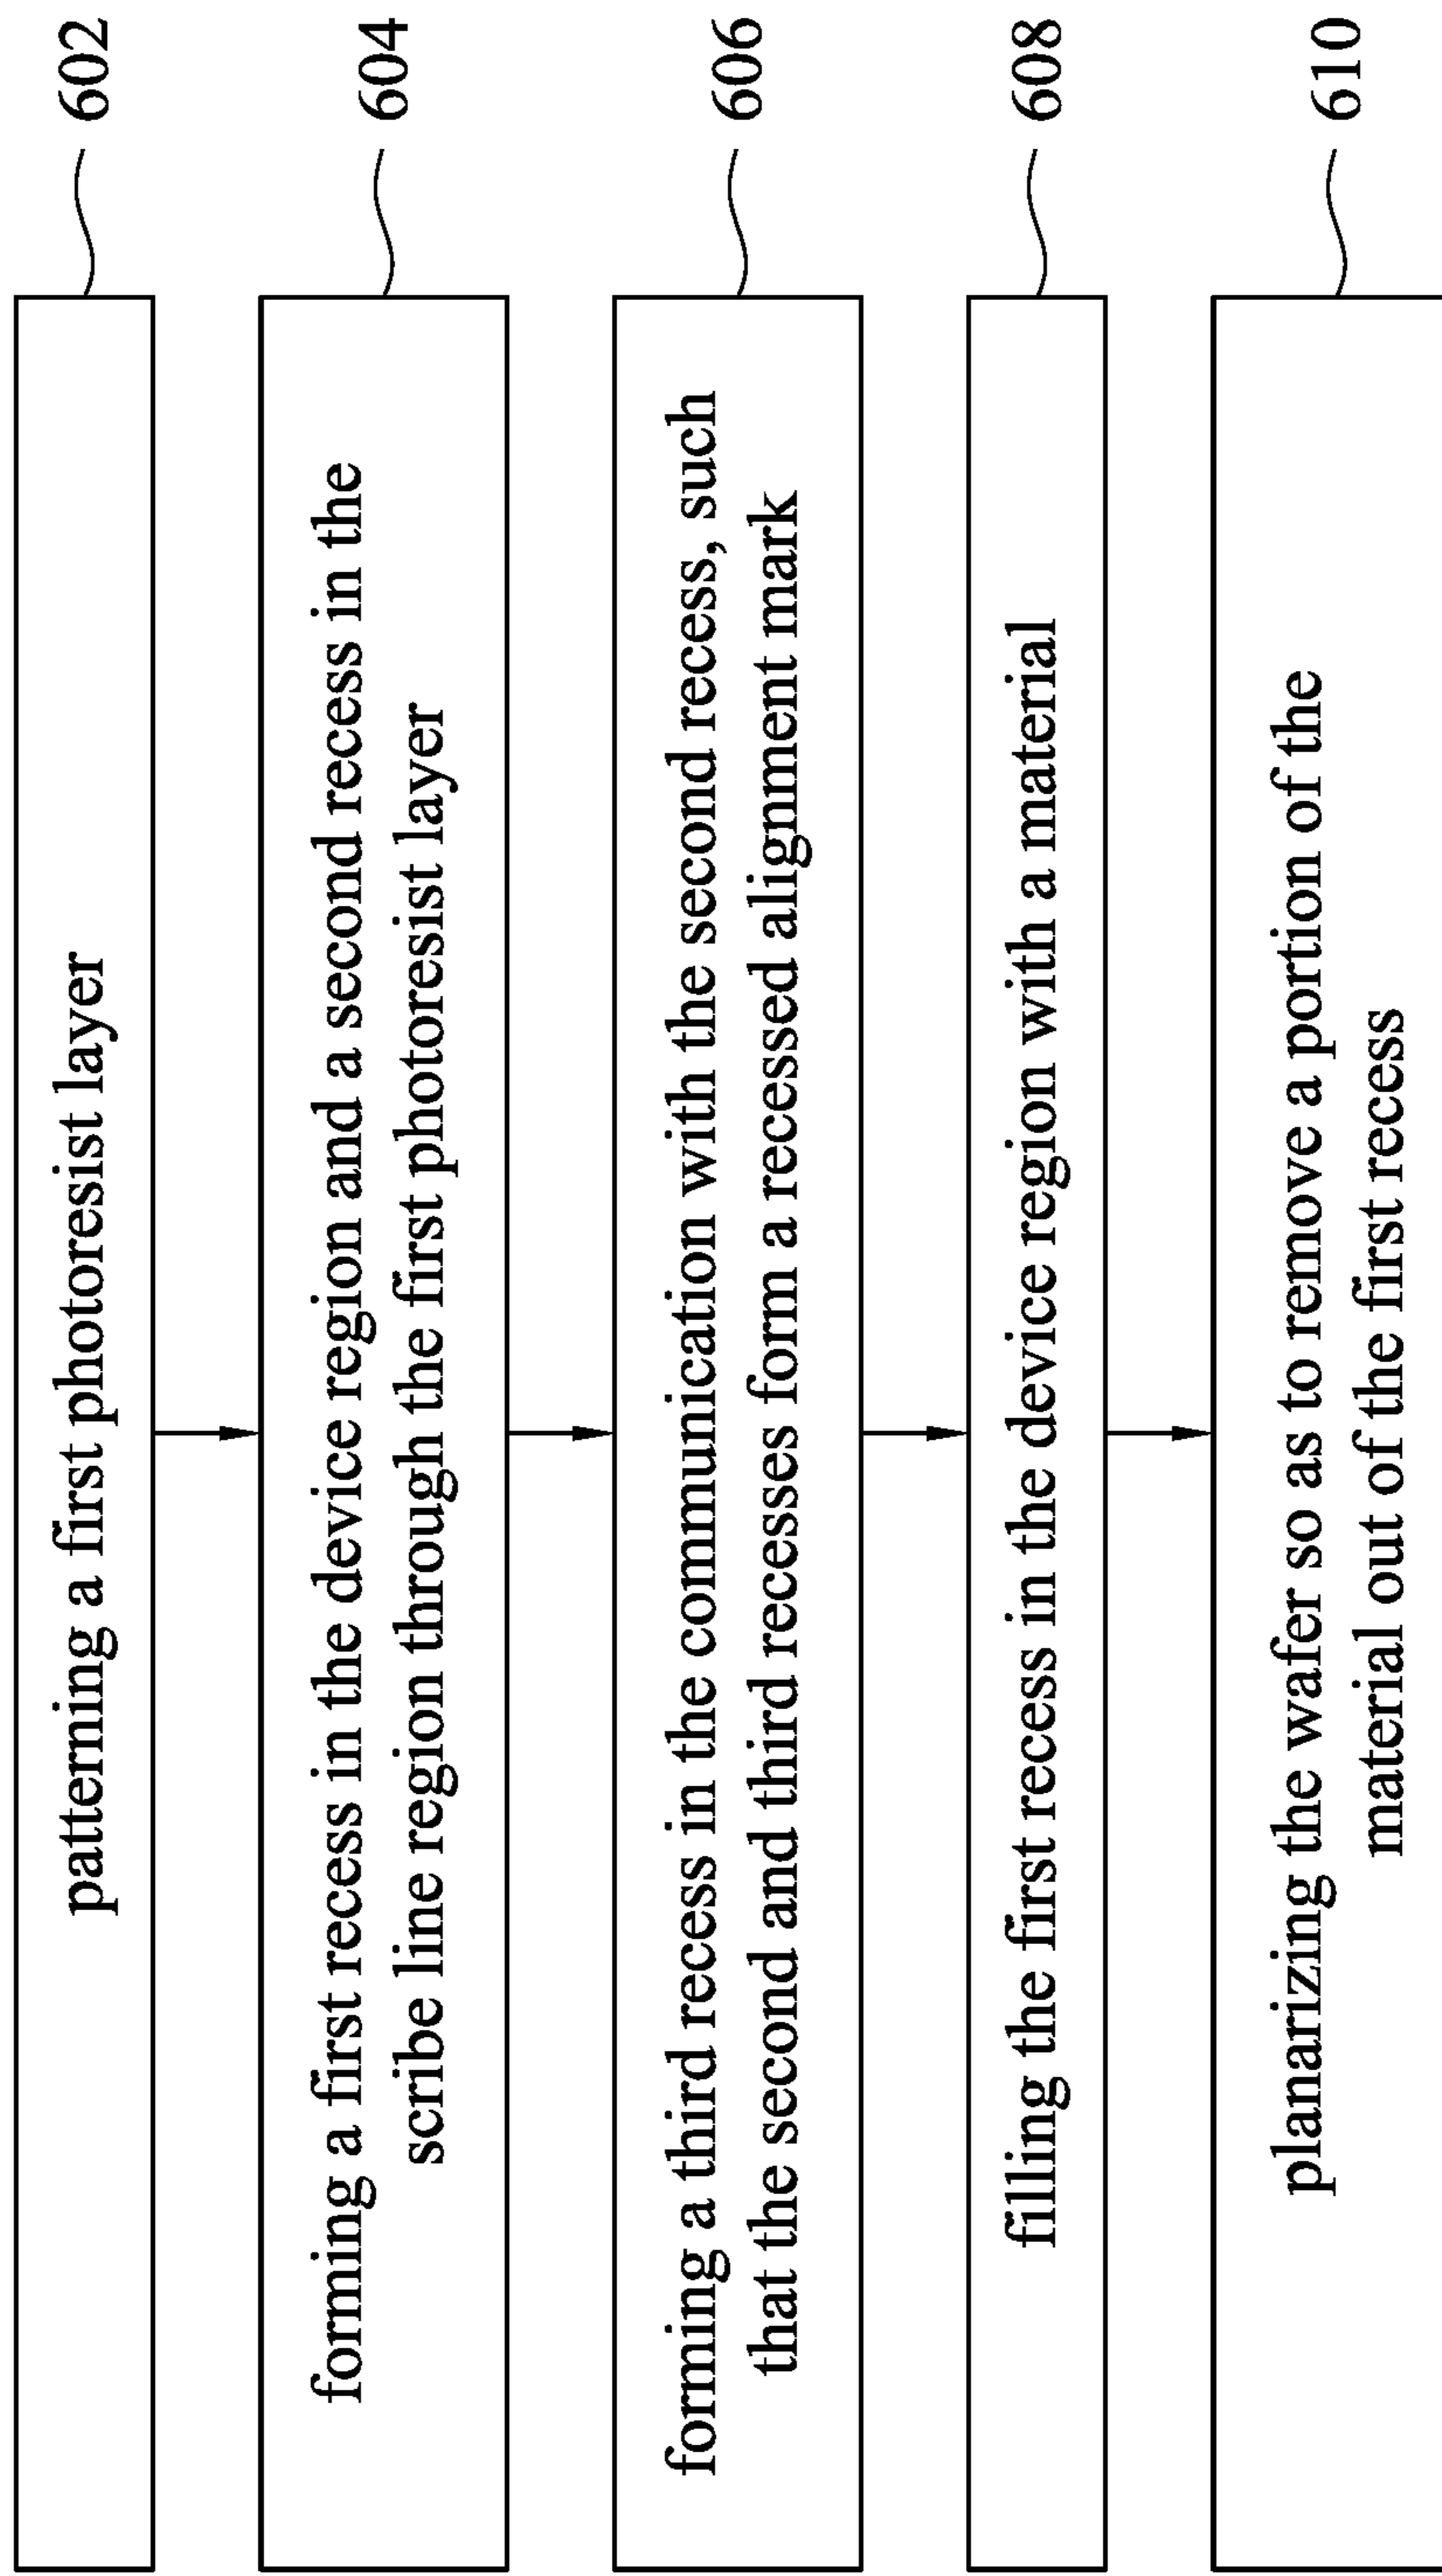 patterning a first photoresist layer
602
forming a first recess in the device region and a second recess in the
scribe line region through the first photoresist layer
604
forming a third recess in the communication with the second recess, such
that the second and third recesses form a recessed alignment mark
606
filling the first recess in the device region with a material
608
planarizing the wafer so as to remove a portion of the
material out of the first recess
610